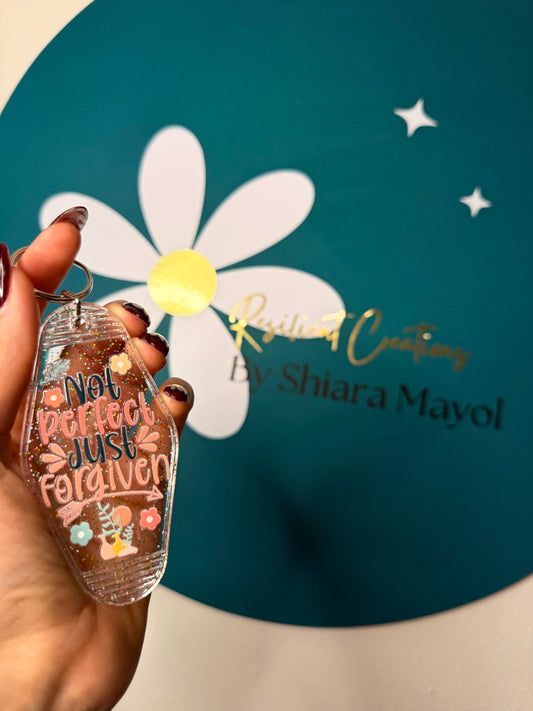 Resilient Creations
By Shiara Mayol
Not
perfect
Just
Forgiven